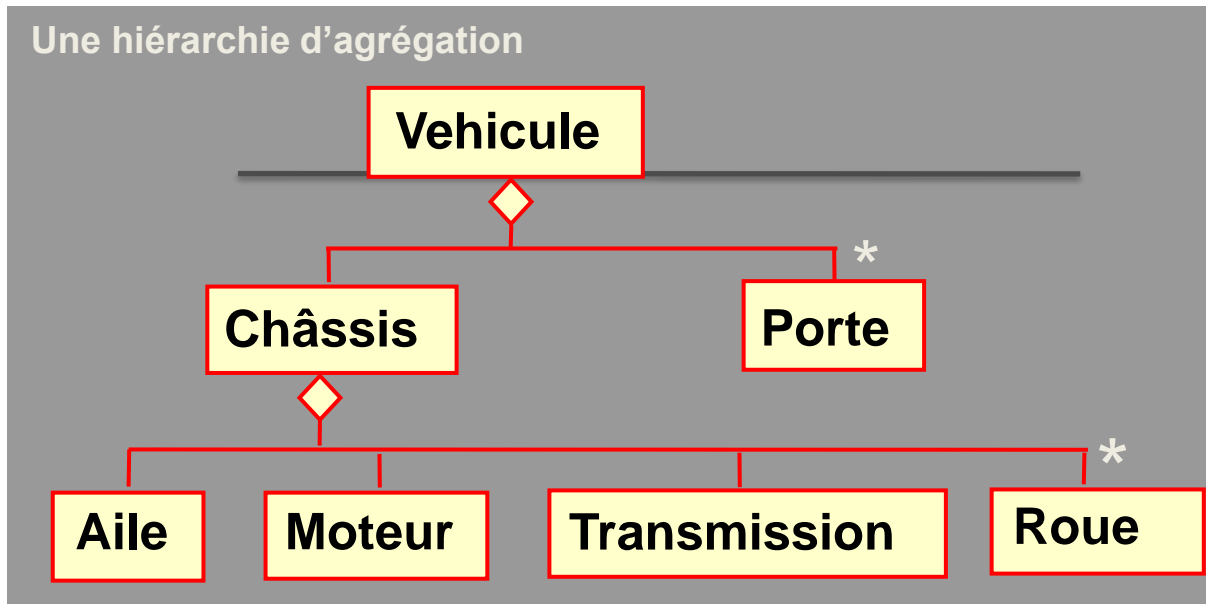 Une hiérarchie d’agrégation
Vehicule
*
Châssis
Porte
*
Aile
Moteur
Transmission
Roue